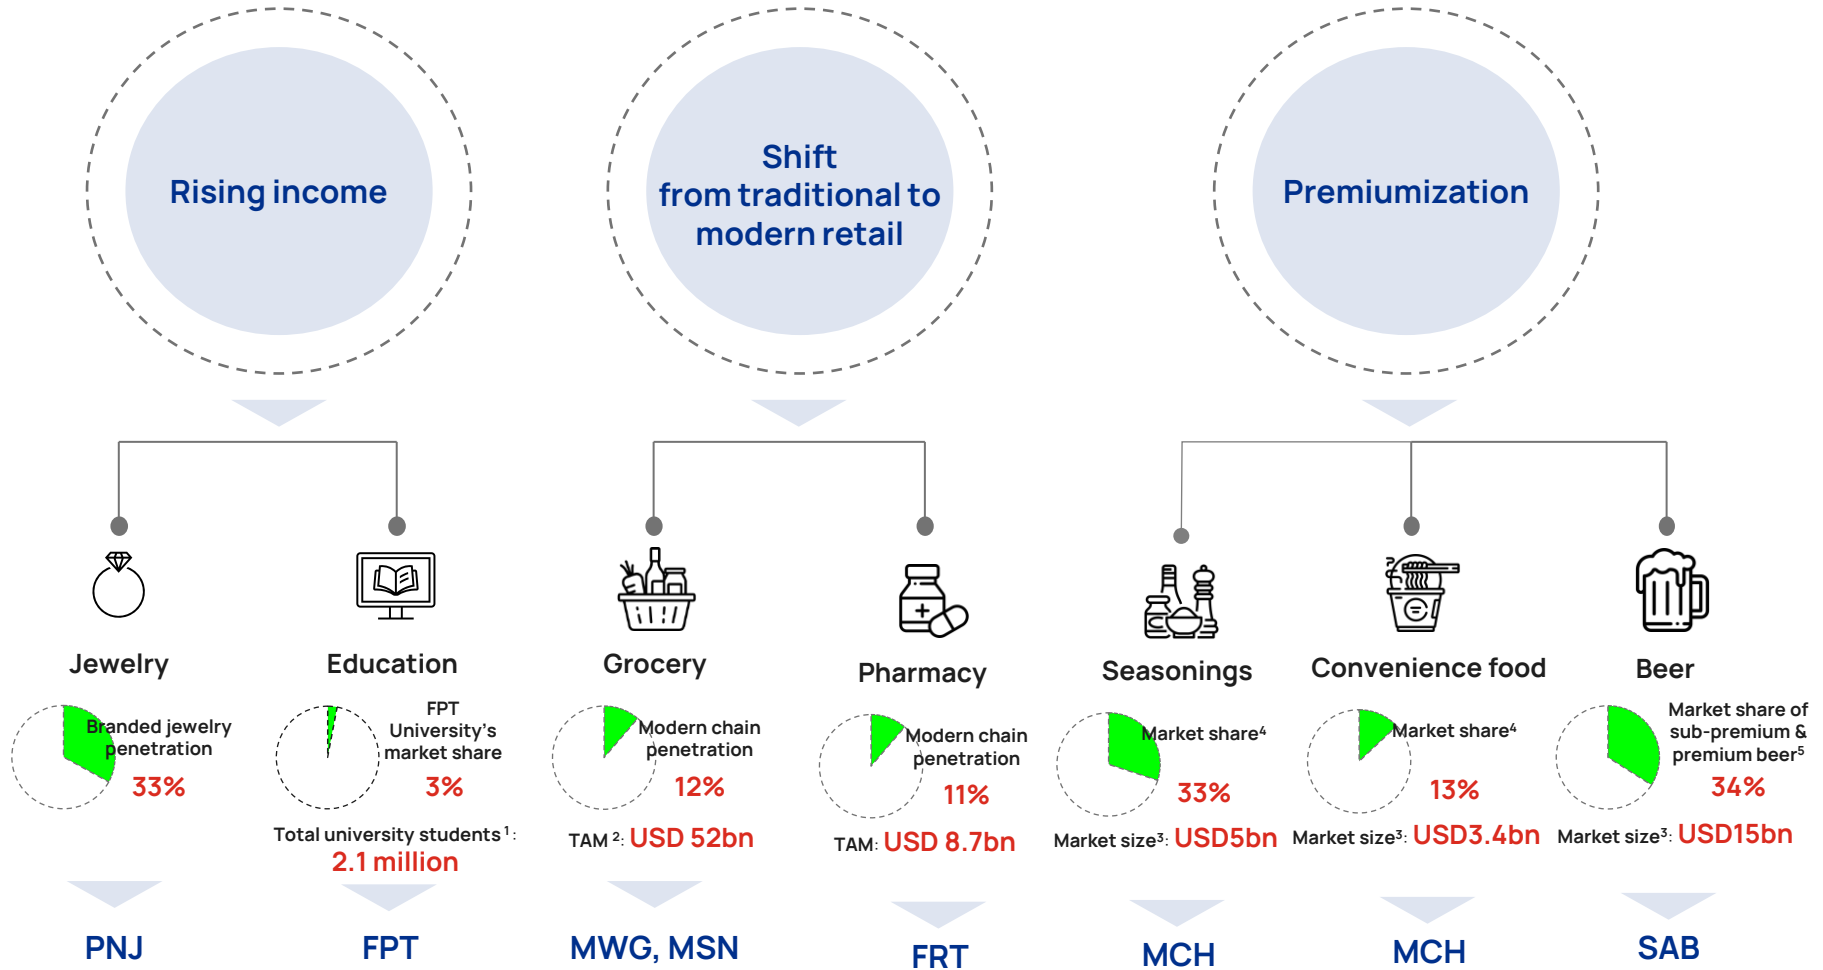 Rising income
Shift
from traditional to
modern retail
Premiumization
Jewelry
Branded jewelry
penetration
33%
PNJ
Education
FPT
University's
market share
3%
Total university students ¹:
2.1 million
FPT
Grocery
Modern chain
penetration
12%
TAM ²: USD 52bn
MWG, MSN
Pharmacy
Modern chain
penetration
11%
TAM: USD 8.7bn
FRT
Seasonings
Market share⁴
33%
Market size³: USD5bn
MCH
Convenience food
Market share⁴
13%
Market size³: USD3.4bn
MCH
Beer
Market share of
sub-premium &
premium beer⁵
34%
Market size³: USD15bn
SAB